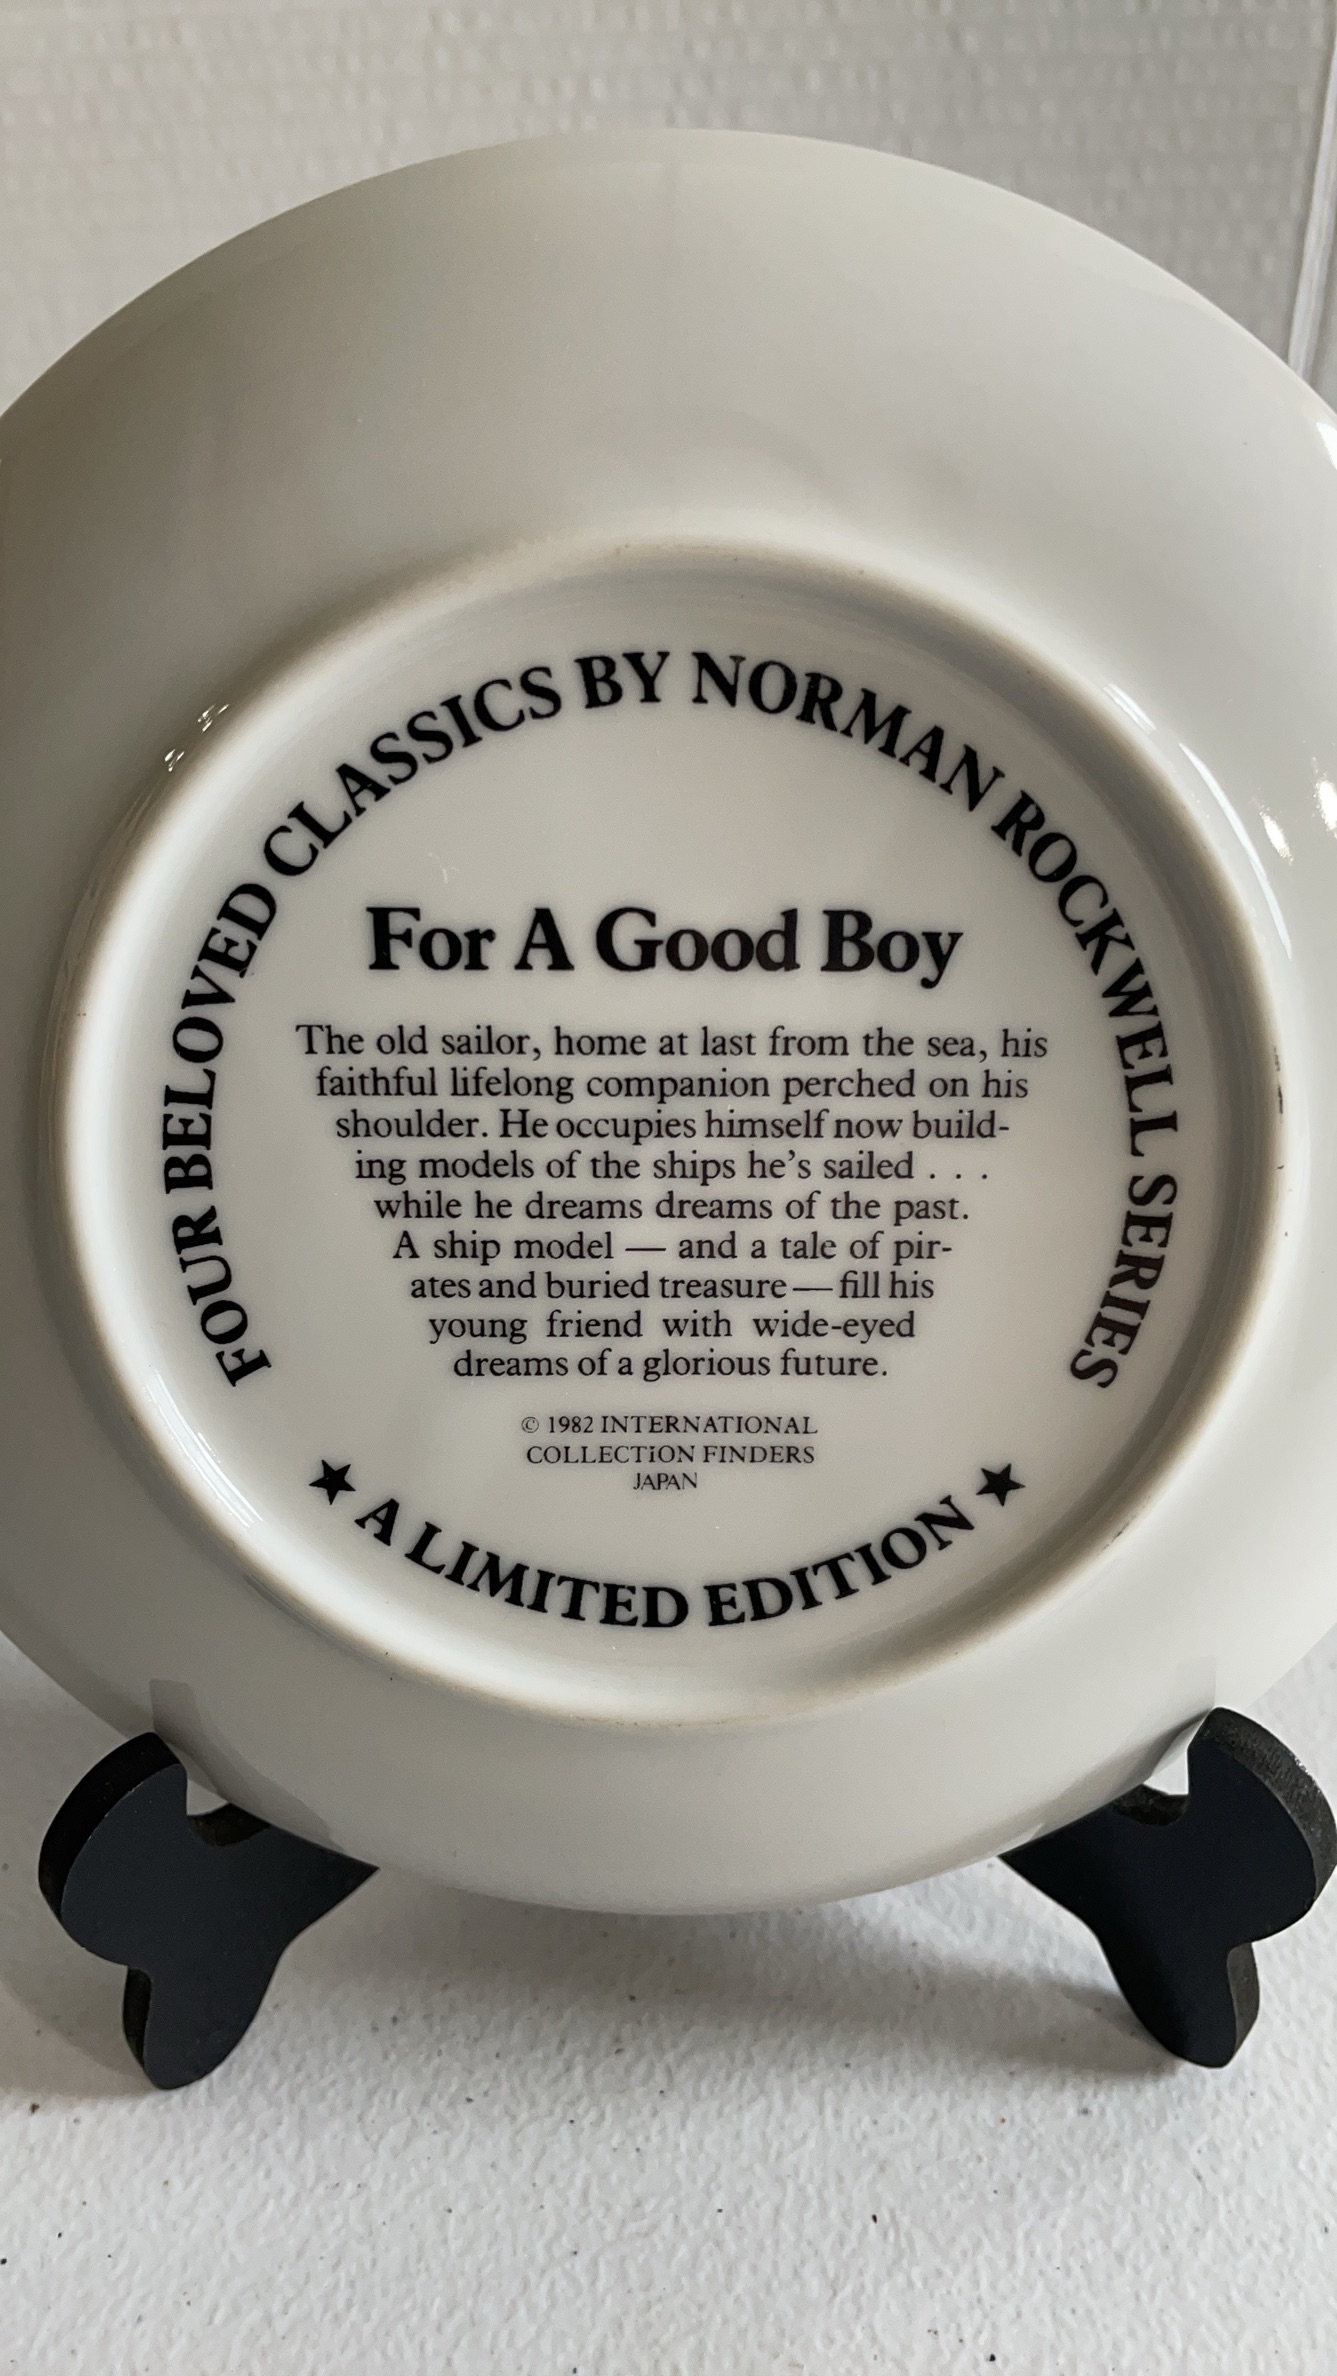 FOUR BELOVED CLASSICS BY NORMAN ROCKWELL SERIES
For A Good Boy
The old sailor, home at last from the sea, his
faithful lifelong companion perched on his
shoulder. He occupies himself now build-
ing models of the ships he's sailed . . .
while he dreams dreams of the past.
A ship model — and a tale of pir-
ates and buried treasure — fill his
young friend with wide-eyed
dreams of a glorious future.
© 1982 INTERNATIONAL
COLLECTION FINDERS
JAPAN
★ A LIMITED EDITION ★